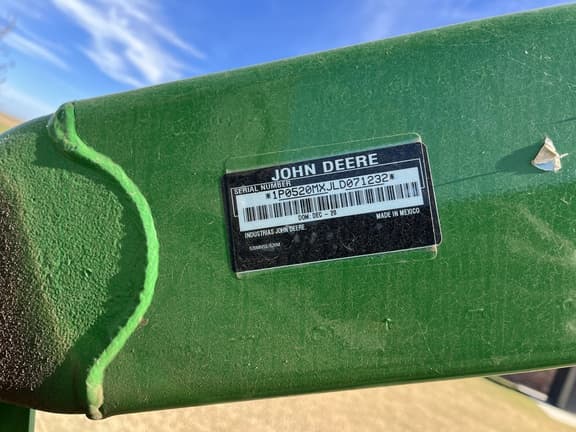 JOHN DEERE
SERIAL NUMBER
*1P0520MXJLD071232*
DOM: DEC - 20
INDUSTRIAS JOHN DEERE.
MADE IN MEXICO